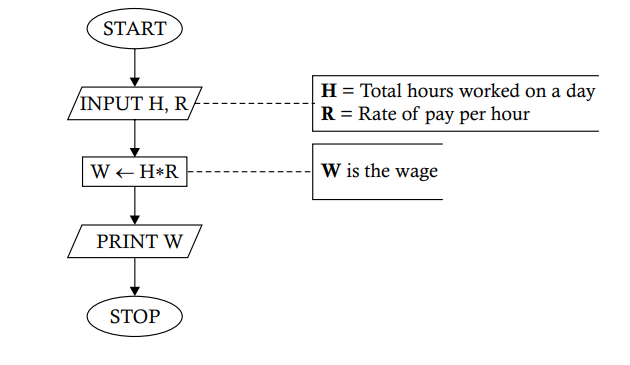 START
INPUT H, R
H = Total hours worked on a day
R = Rate of pay per hour
W ← H*R
W is the wage
PRINT W
STOP